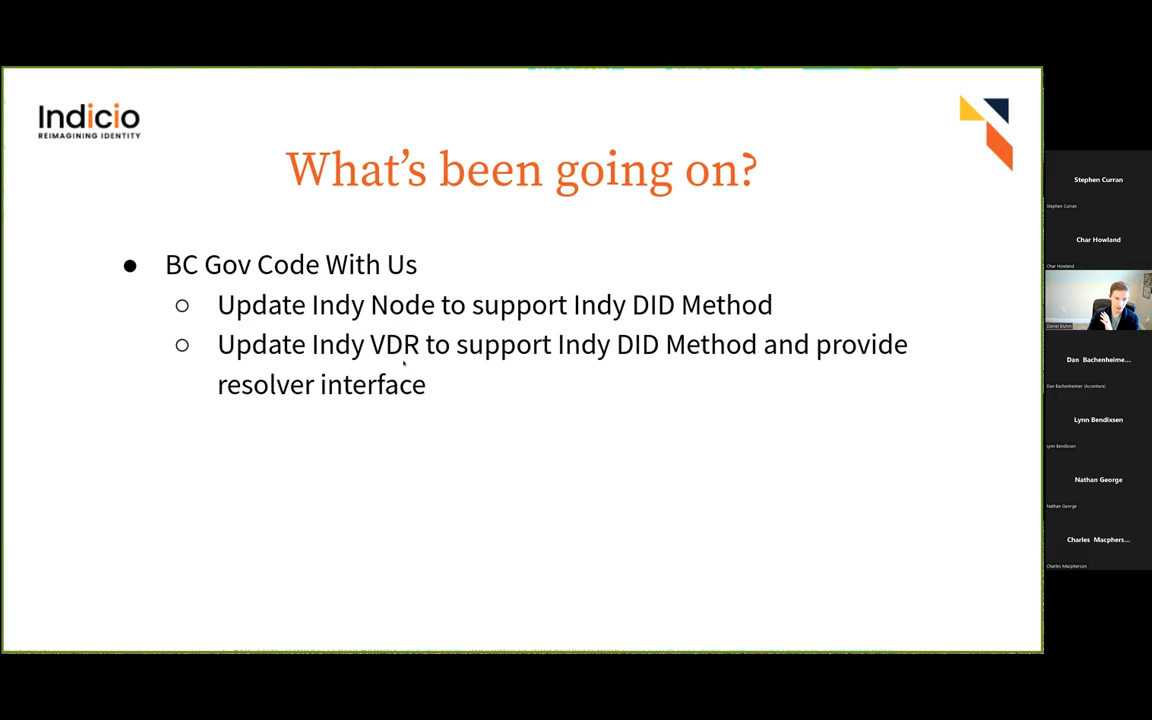 Indicio
REIMAGINING IDENTITY
What's been going on?
● BC Gov Code With Us
○ Update Indy Node to support Indy DID Method
○ Update Indy VDR to support Indy DID Method and provide
resolver interface
Stephen Curran
Stephen Curran
Char Howland
Char Howland
Daniel Bluhm
Dan Bachenheime...
Dan Bachenheimer (Accenture)
Lynn Bendixsen
Lynn Bendixsen
Nathan George
Nathan George
Charles Macphers...
Charles Macpherson